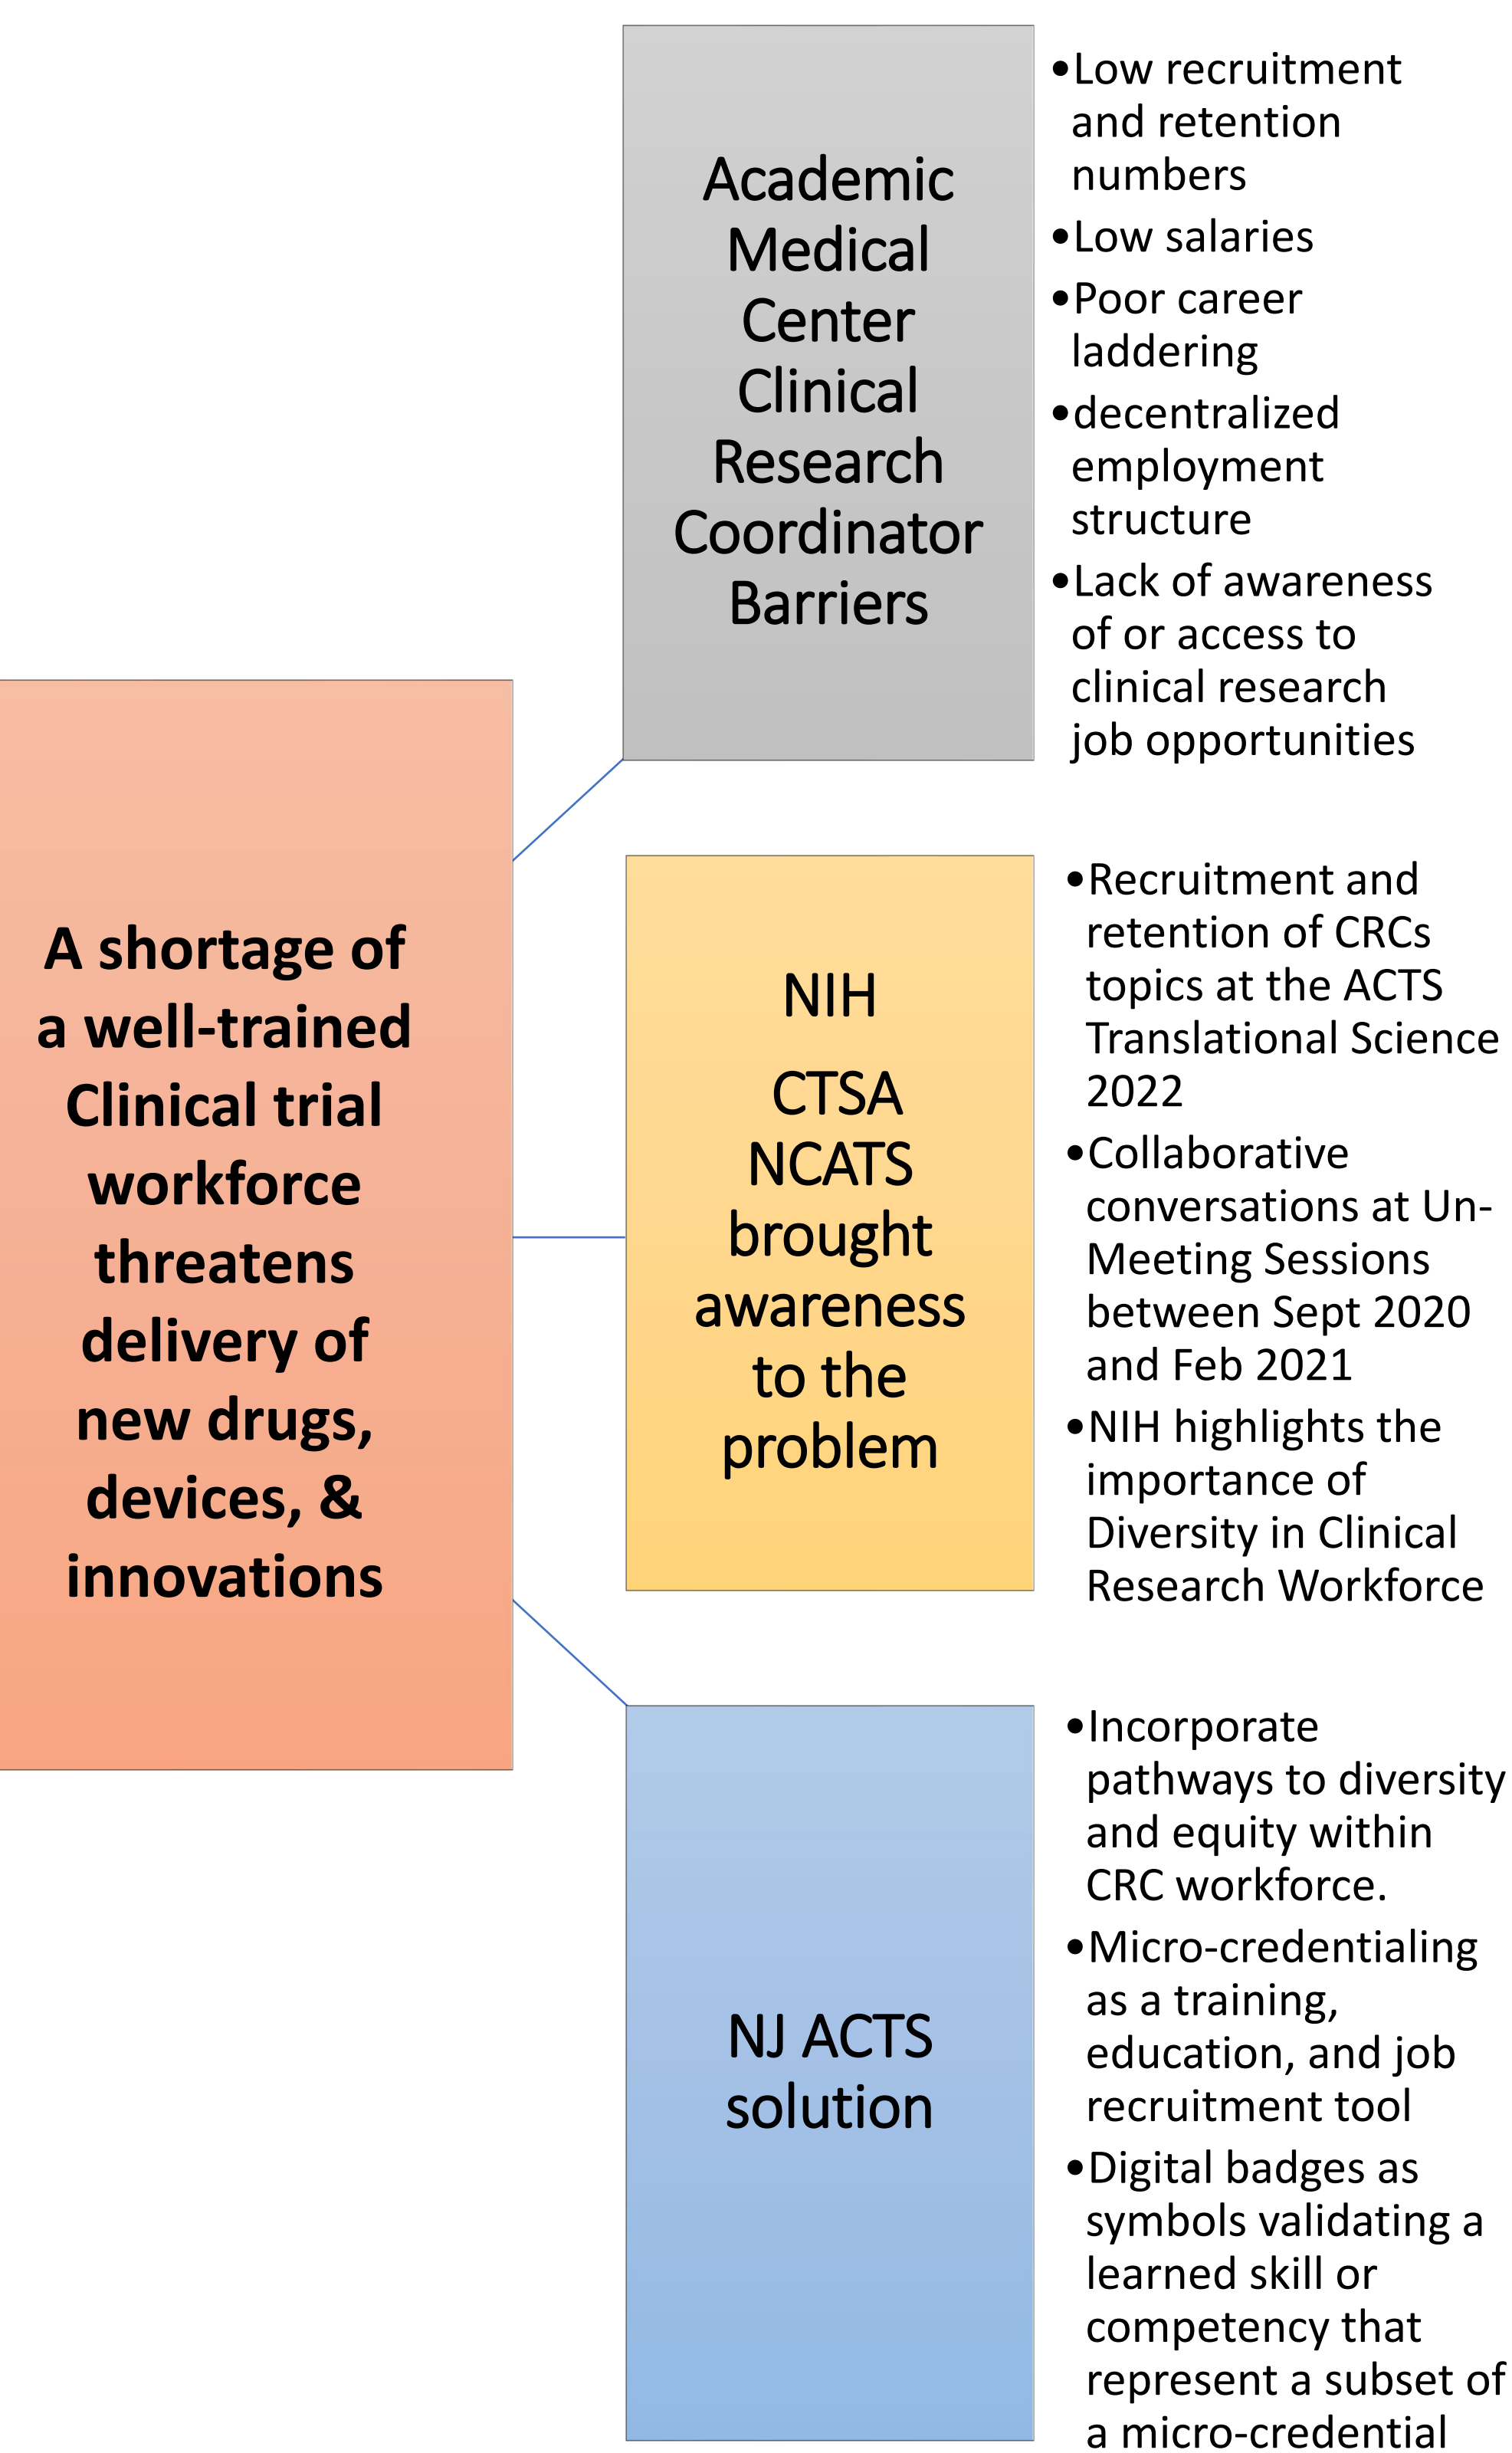 A shortage of
a well-trained
Clinical trial
workforce
threatens
delivery of
new drugs,
devices, &
innovations
Academic
Medical
Center
Clinical
Research
Coordinator
Barriers
•Low recruitment
and retention
numbers
•Low salaries
•Poor career
laddering
•decentralized
employment
structure
•Lack of awareness
of or access to
clinical research
job opportunities
NIH
CTSA
NCATS
brought
awareness
to the
problem
•Recruitment and
retention of CRCs
topics at the ACTS
Translational Science
2022
•Collaborative
conversations at Un-
Meeting Sessions
between Sept 2020
and Feb 2021
•NIH highlights the
importance of
Diversity in Clinical
Research Workforce
NJ ACTS
solution
•Incorporate
pathways to diversity
and equity within
CRC workforce.
•Micro-credentialing
as a training,
education, and job
recruitment tool
•Digital badges as
symbols validating a
learned skill or
competency that
represent a subset of
a micro-credential